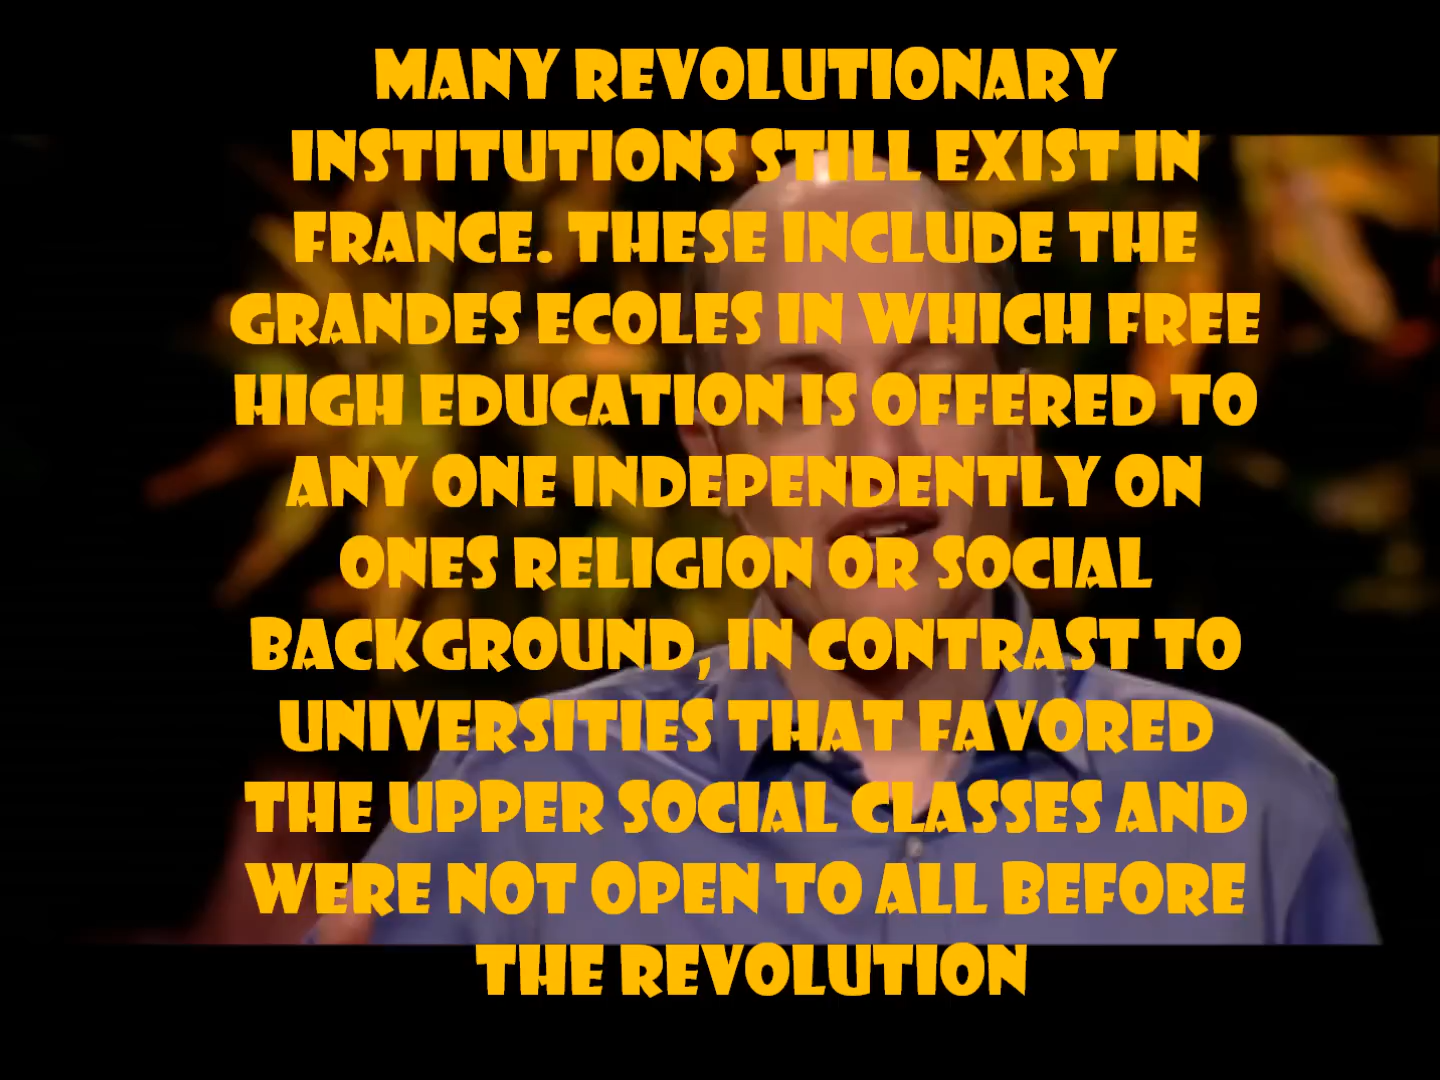 MANY REVOLUTIONARY
INSTITUTIONS STILL EXIST IN
FRANCE. THESE INCLUDE THE
GRANDES ECOLES IN WHICH FREE
HIGH EDUCATION IS OFFERED TO
ANY ONE INDEPENDENTLY ON
ONES RELIGION OR SOCIAL
BACKGROUND, IN CONTRAST TO
UNIVERSITIES THAT FAVORED
THE UPPER SOCIAL CLASSES AND
WERE NOT OPEN TO ALL BEFORE
THE REVOLUTION